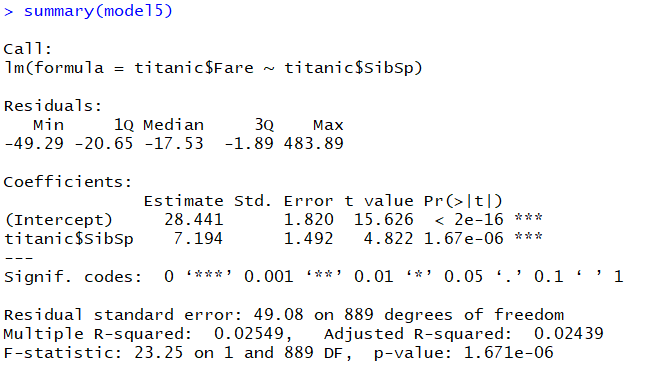 > summary(model5)
Call:
lm(formula = titanic$Fare ~ titanic$SibSp)
Residuals:
   Min     1Q Median     3Q    Max
-49.29 -20.65 -17.53  -1.89 483.89
Coefficients:
              Estimate Std. Error t value Pr(>|t|)
(Intercept)     28.441      1.820  15.626  < 2e-16 ***
titanic$SibSp    7.194      1.492   4.822 1.67e-06 ***
---
Signif. codes:  0 ‘***’ 0.001 ‘**’ 0.01 ‘*’ 0.05 ‘.’ 0.1 ‘ ’ 1
Residual standard error: 49.08 on 889 degrees of freedom
Multiple R-squared:  0.02549,	Adjusted R-squared:  0.02439
F-statistic: 23.25 on 1 and 889 DF,  p-value: 1.671e-06